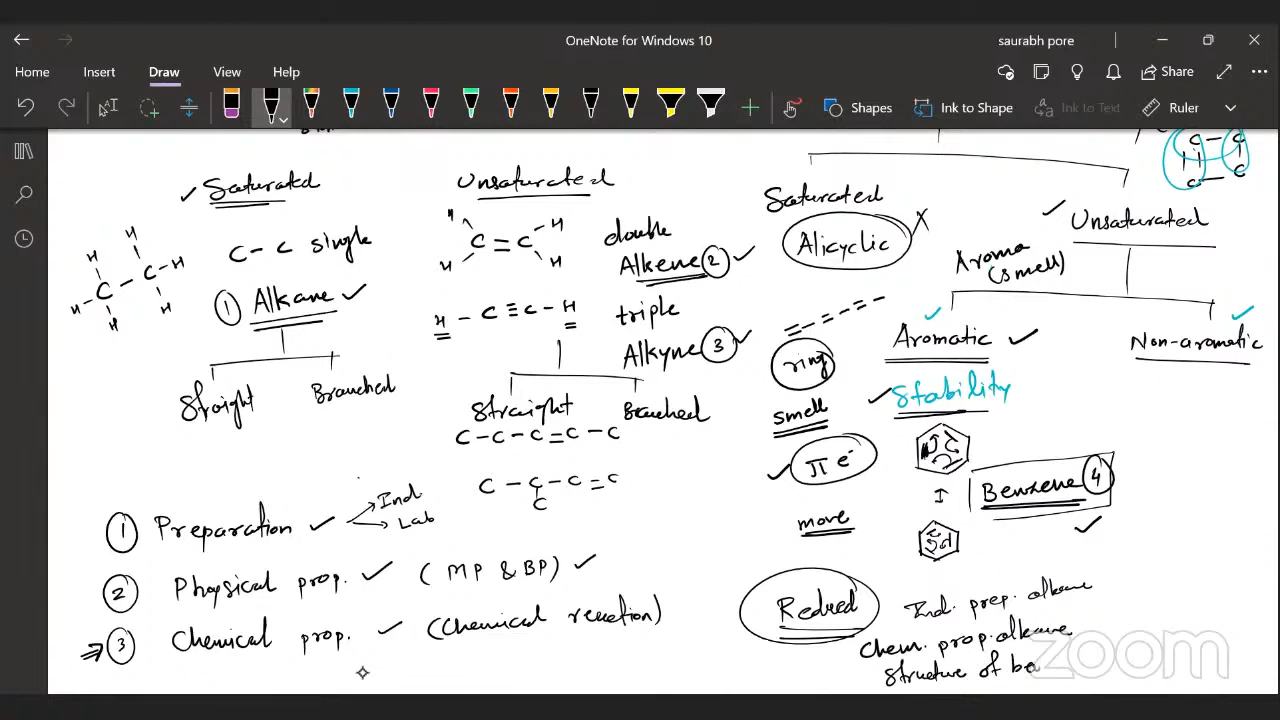 OneNote for Windows 10
saurabh pore
Home Insert Draw View Help
Share
Shapes
Ink to Shape
Ink to Text
Ruler
Saturated
C - C single
① Alkane
Straight
Branched
H H H C C H H H
Unsaturated
H H C = C H H
double
Alkene ②
H - C ≡ C - H
triple
Alkyne ③
Straight
Branched
C - C - C = C - C
C - C - C = C
C
① Preparation
Ind
Lab
② Physical prop. (MP & BP)
③ Chemical prop. (Chemical reaction)
C - C
C - C
Saturated
Alicyclic
Unsaturated
Aroma
(smell)
Aromatic
Non-aromatic
ring
smell
π e⁻
move
Stability
Benzene ④
Ind. prep. alkane
Chem. prop. alkane
Structure of be
zoom